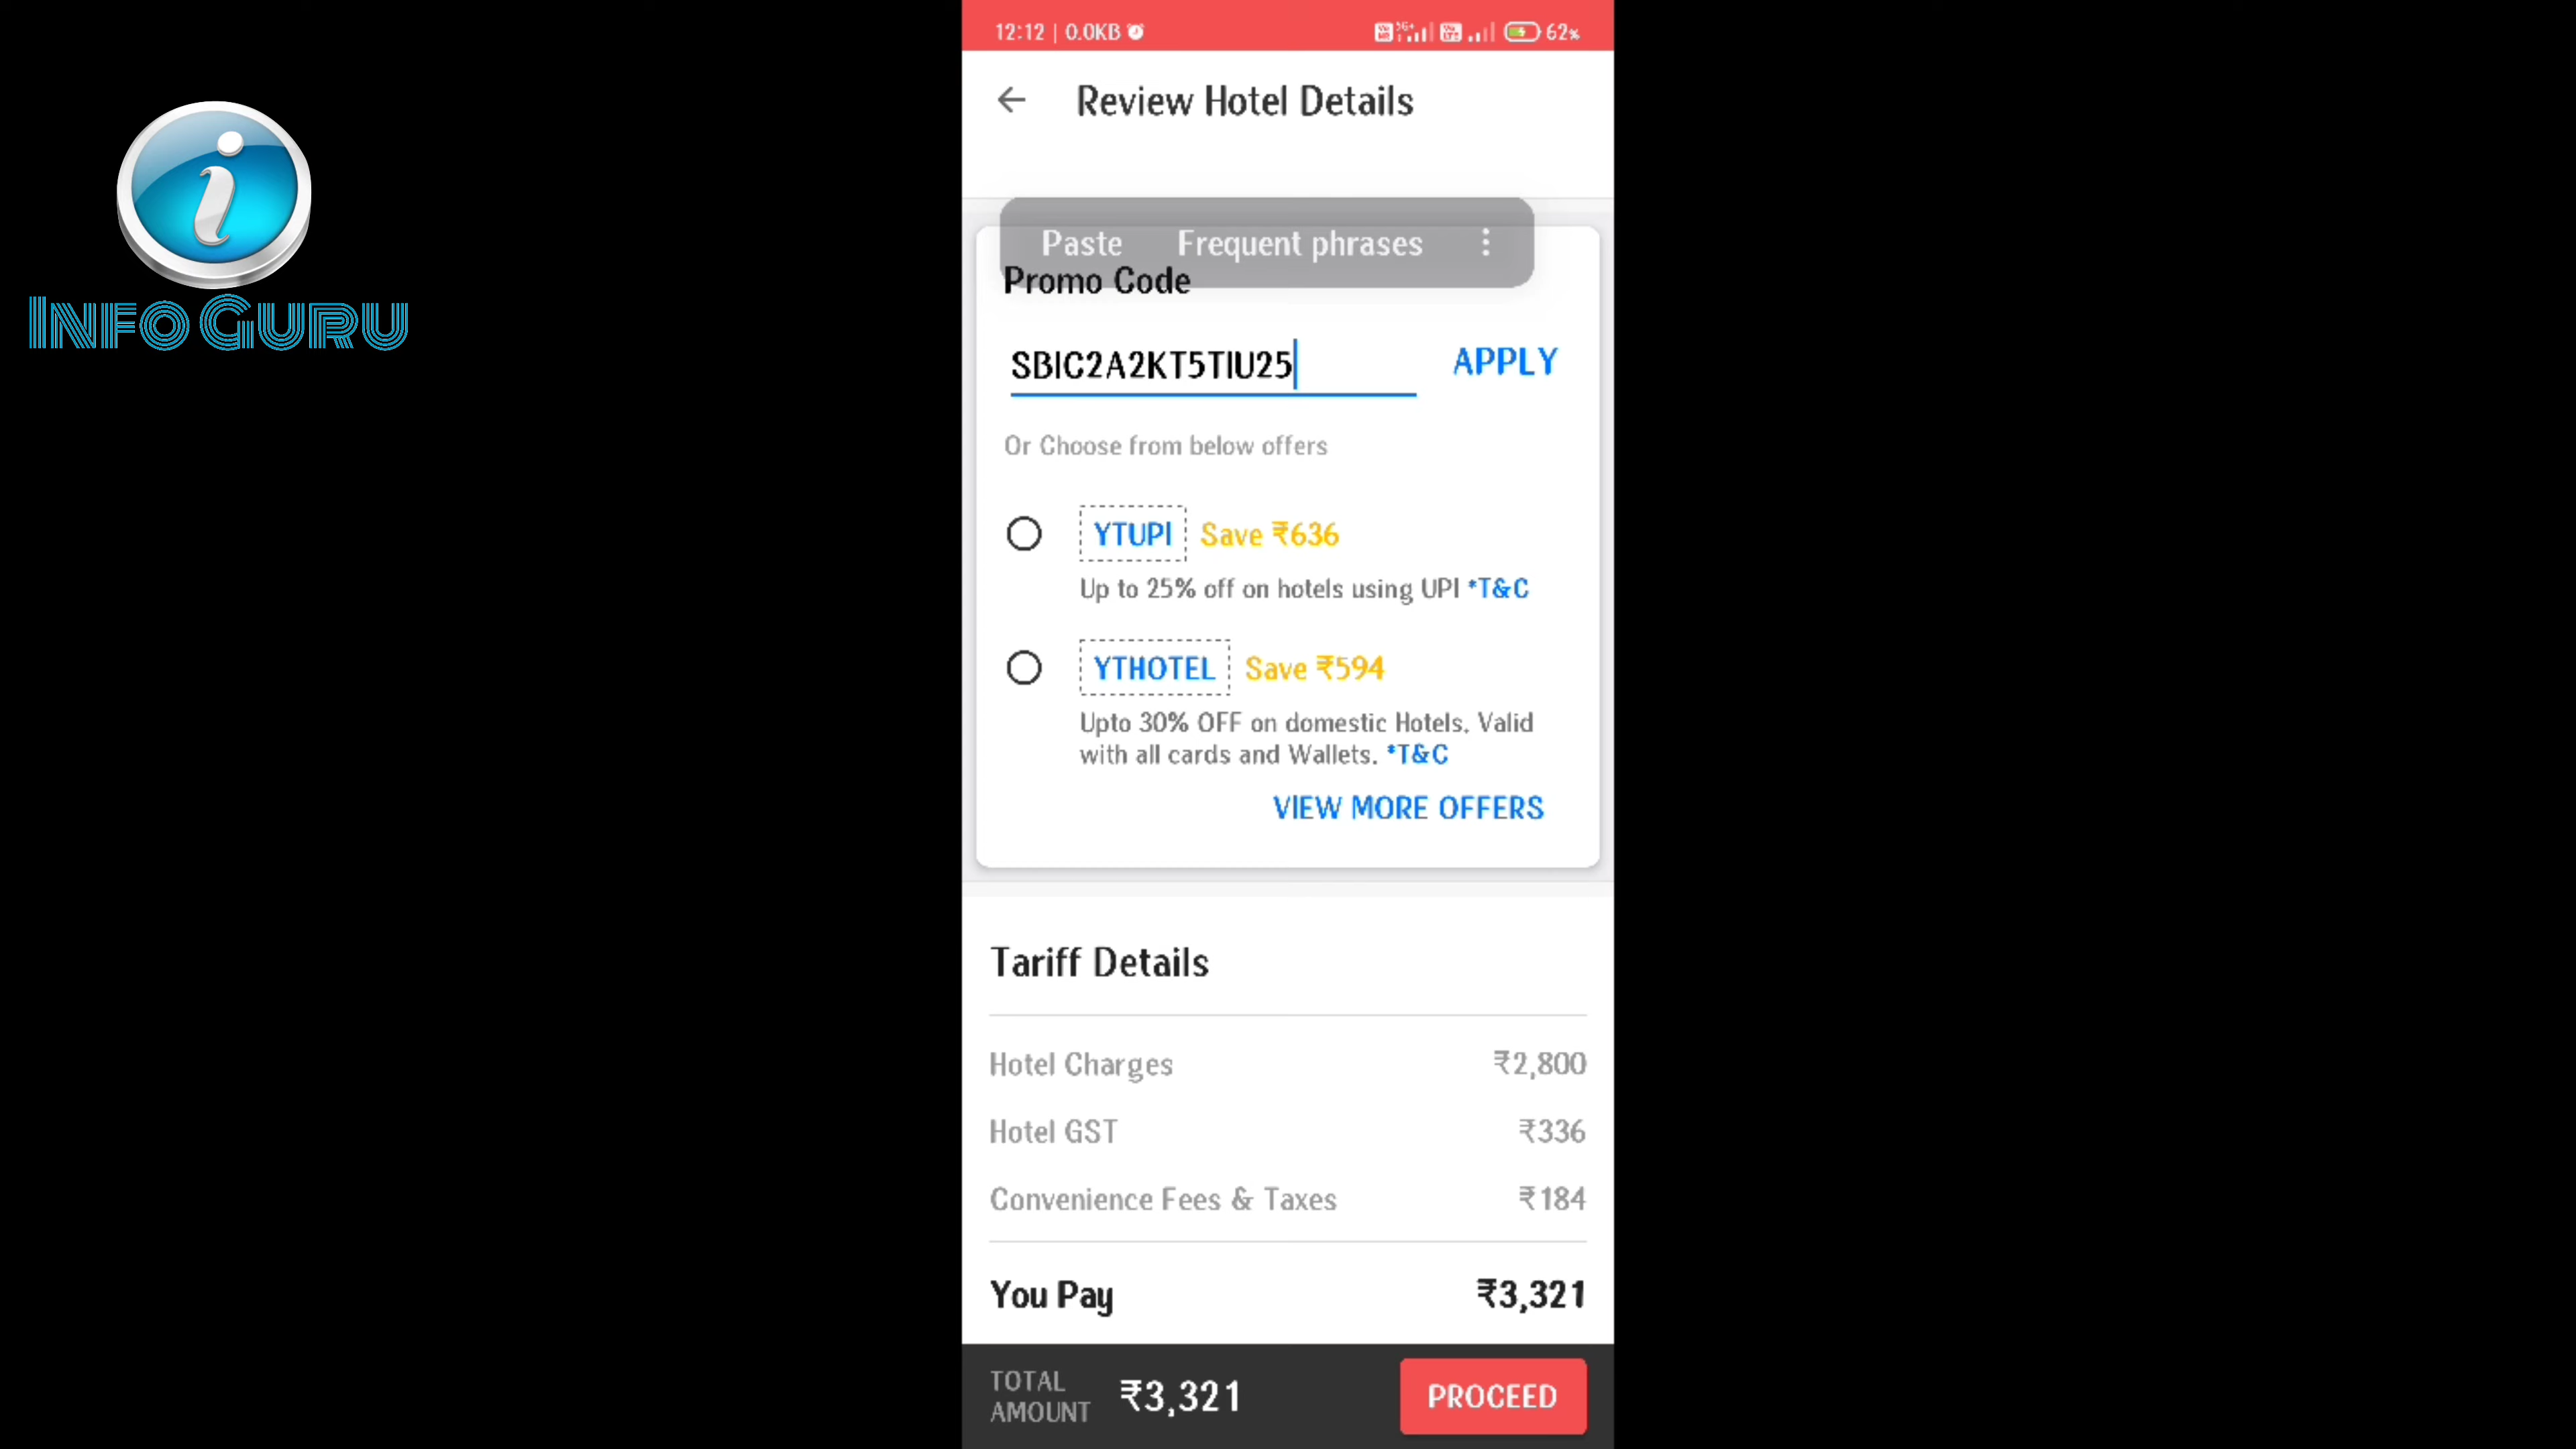 12:12 | 0.0KB
62%
Review Hotel Details
Paste Frequent phrases
Promo Code
SBIC2A2KT5TIU25 APPLY
Or Choose from below offers
YTUPI Save ₹636
Up to 25% off on hotels using UPI *T&C
YTHOTEL Save ₹594
Upto 30% OFF on domestic Hotels. Valid
with all cards and Wallets. *T&C
VIEW MORE OFFERS
Tariff Details
Hotel Charges ₹2,800
Hotel GST ₹336
Convenience Fees & Taxes ₹184
You Pay ₹3,321
TOTAL
AMOUNT ₹3,321 PROCEED
i
INFO GURU